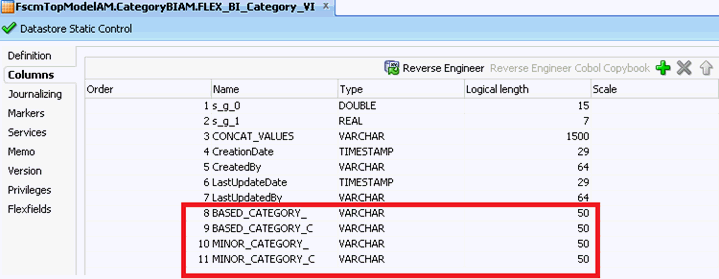 FscmTopModelAM.CategoryBIAM.FLEX_BI_Category_VI
Datastore Static Control
Definition
Columns
Journalizing
Markers
Services
Memo
Version
Privileges
Flexfields
Reverse Engineer Reverse Engineer Cobol Copybook
Order Name Type Logical length Scale
1 s_g_0 DOUBLE 15
2 s_g_1 REAL 7
3 CONCAT_VALUES VARCHAR 1500
4 CreationDate TIMESTAMP 29
5 CreatedBy VARCHAR 64
6 LastUpdateDate TIMESTAMP 29
7 LastUpdatedBy VARCHAR 64
8 BASED_CATEGORY_ VARCHAR 50
9 BASED_CATEGORY_C VARCHAR 50
10 MINOR_CATEGORY_ VARCHAR 50
11 MINOR_CATEGORY_C VARCHAR 50